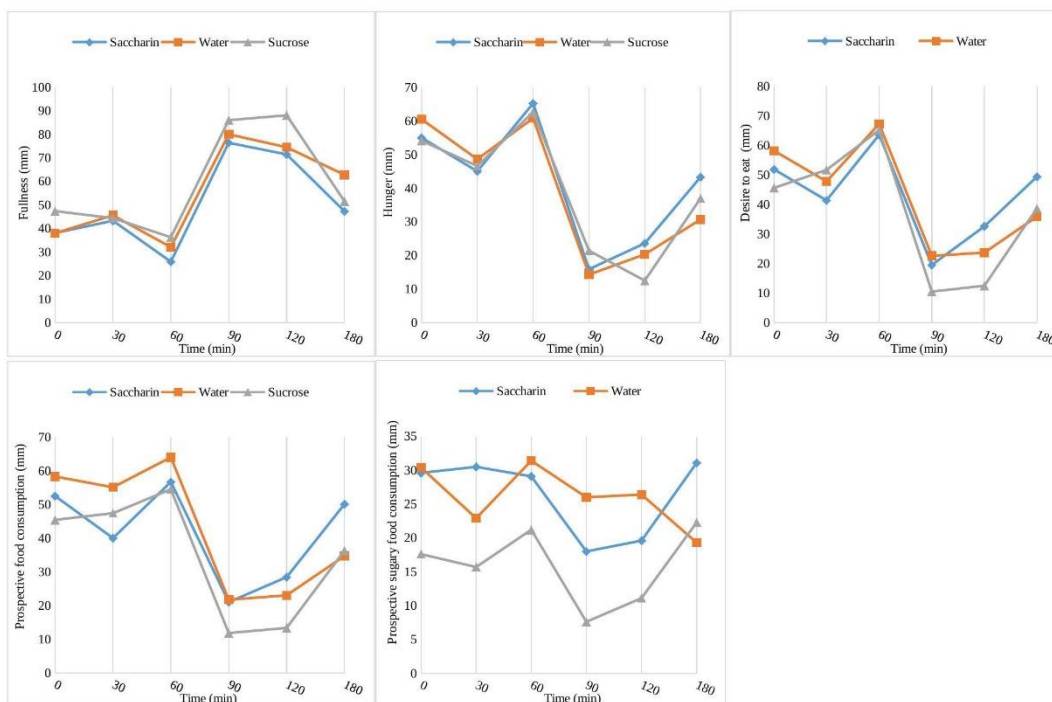 Saccharin Water Sucrose
Fullness (mm)
100
90
80
70
60
50
40
30
20
10
0
0 30 60 90 120 180
Time (min)
Saccharin Water Sucrose
Hunger (mm)
70
60
50
40
30
20
10
0
0 30 60 90 120 180
Time (min)
Saccharin Water
Desire to eat (mm)
80
70
60
50
40
30
20
10
0
0 30 60 90 120 180
Time (min)
Saccharin Water Sucrose
Prospective food consumption (mm)
70
60
50
40
30
20
10
0
0 30 60 90 120 180
Time (min)
Saccharin Water
Prospective sugary food consumption (mm)
35
30
25
20
15
10
5
0
0 30 60 90 120 180
Time (min)